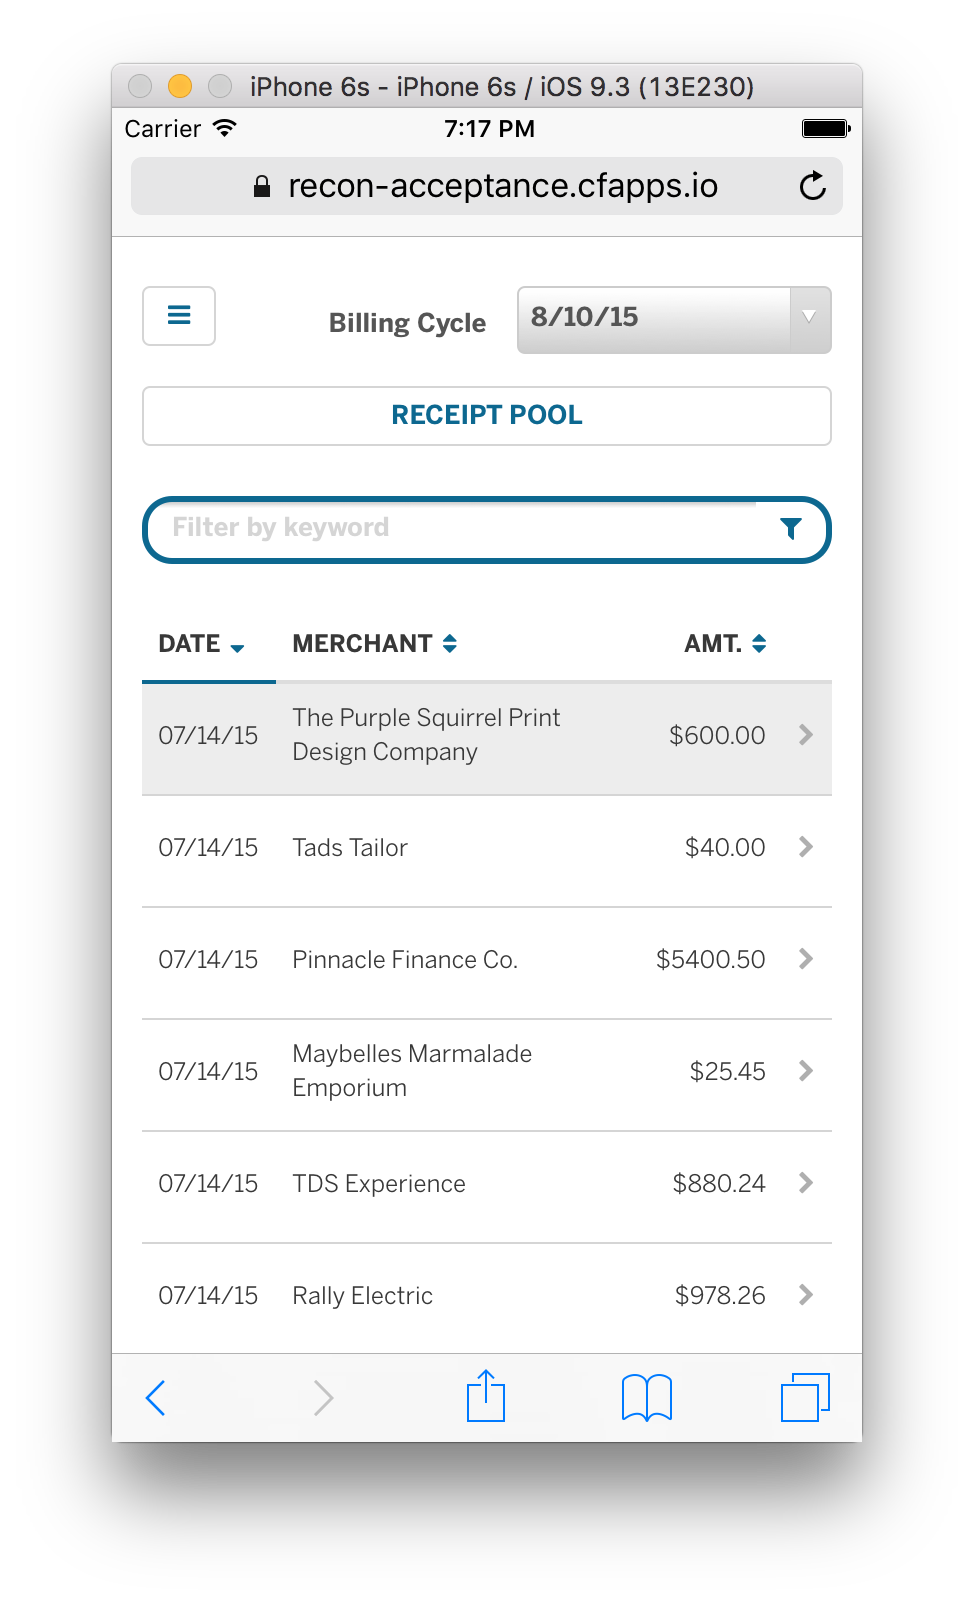 iPhone 6s - iPhone 6s / iOS 9.3 (13E230)
Carrier 7:17 PM
recon-acceptance.cfapps.io
Billing Cycle 8/10/15
RECEIPT POOL
Filter by keyword
DATE MERCHANT AMT.
07/14/15 The Purple Squirrel Print Design Company $600.00
07/14/15 Tads Tailor $40.00
07/14/15 Pinnacle Finance Co. $5400.50
07/14/15 Maybelles Marmalade Emporium $25.45
07/14/15 TDS Experience $880.24
07/14/15 Rally Electric $978.26